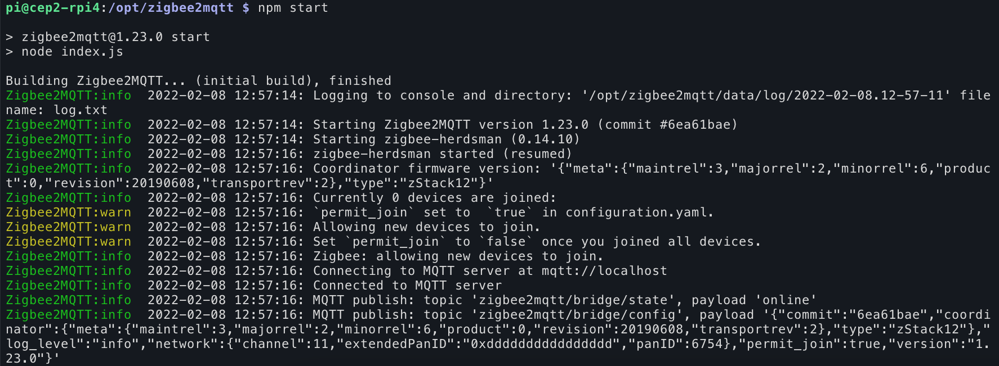 pi@cep2-rpi4:/opt/zigbee2mqtt $ npm start
> zigbee2mqtt@1.23.0 start
> node index.js
Building Zigbee2MQTT... (initial build), finished
Zigbee2MQTT:info  2022-02-08 12:57:14: Logging to console and directory: '/opt/zigbee2mqtt/data/log/2022-02-08.12-57-11' file
name: log.txt
Zigbee2MQTT:info  2022-02-08 12:57:14: Starting Zigbee2MQTT version 1.23.0 (commit #6ea61bae)
Zigbee2MQTT:info  2022-02-08 12:57:14: Starting zigbee-herdsman (0.14.10)
Zigbee2MQTT:info  2022-02-08 12:57:16: zigbee-herdsman started (resumed)
Zigbee2MQTT:info  2022-02-08 12:57:16: Coordinator firmware version: '{"meta":{"maintrel":3,"majorrel":2,"minorrel":6,"produc
t":0,"revision":20190608,"transportrev":2},"type":"zStack12"}'
Zigbee2MQTT:info  2022-02-08 12:57:16: Currently 0 devices are joined:
Zigbee2MQTT:warn  2022-02-08 12:57:16: `permit_join` set to  `true` in configuration.yaml.
Zigbee2MQTT:warn  2022-02-08 12:57:16: Allowing new devices to join.
Zigbee2MQTT:warn  2022-02-08 12:57:16: Set `permit_join` to `false` once you joined all devices.
Zigbee2MQTT:info  2022-02-08 12:57:16: Zigbee: allowing new devices to join.
Zigbee2MQTT:info  2022-02-08 12:57:16: Connecting to MQTT server at mqtt://localhost
Zigbee2MQTT:info  2022-02-08 12:57:16: Connected to MQTT server
Zigbee2MQTT:info  2022-02-08 12:57:16: MQTT publish: topic 'zigbee2mqtt/bridge/state', payload 'online'
Zigbee2MQTT:info  2022-02-08 12:57:16: MQTT publish: topic 'zigbee2mqtt/bridge/config', payload '{"commit":"6ea61bae","coordi
nator":{"meta":{"maintrel":3,"majorrel":2,"minorrel":6,"product":0,"revision":20190608,"transportrev":2},"type":"zStack12"},"
log_level":"info","network":{"channel":11,"extendedPanID":"0xdddddddddddddddd","panID":6754},"permit_join":true,"version":"1.
23.0"}'